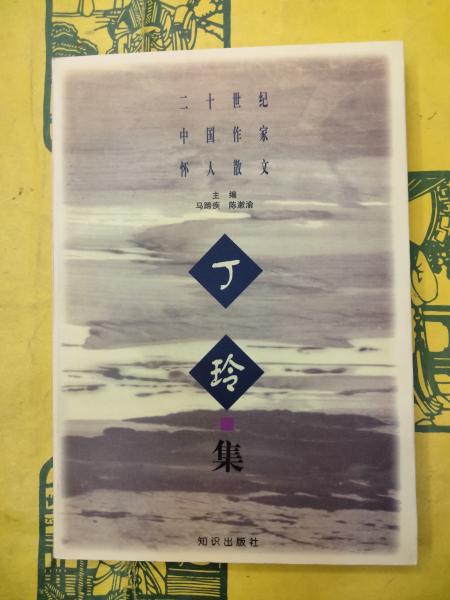 二十世纪
中国作家
怀人散文
主编
马蹄疾 陈漱渝
丁
玲
集
知识出版社